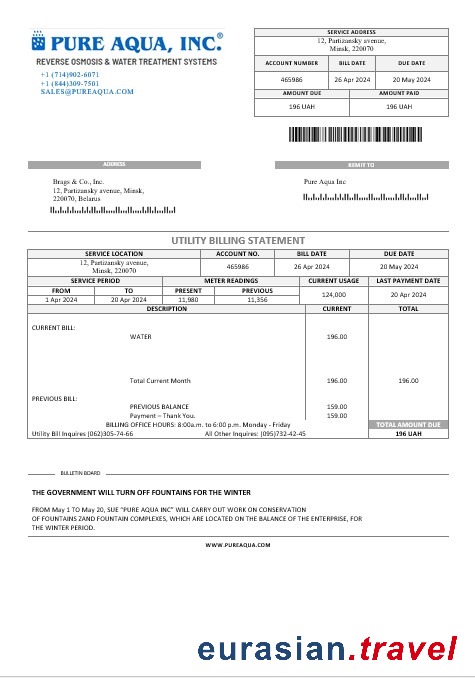 PURE AQUA, INC.®
REVERSE OSMOSIS & WATER TREATMENT SYSTEMS
+1 (714)902-6071
+1 (844)309-7501
SALES@PUREAQUA.COM
SERVICE ADDRESS
12, Partizansky avenue,
Minsk, 220070
ACCOUNT NUMBER BILL DATE DUE DATE
465986 26 Apr 2024 20 May 2024
AMOUNT DUE AMOUNT PAID
196 UAH 196 UAH
ADDRESS
Brags & Co., Inc.
12, Partizansky avenue, Minsk,
220070, Belarus
REMIT TO
Pure Aqua Inc
UTILITY BILLING STATEMENT
SERVICE LOCATION ACCOUNT NO. BILL DATE DUE DATE
12, Partizansky avenue,
Minsk, 220070
465986 26 Apr 2024 20 May 2024
SERVICE PERIOD METER READINGS CURRENT USAGE LAST PAYMENT DATE
FROM TO PRESENT PREVIOUS
124,000 20 Apr 2024
1 Apr 2024 20 Apr 2024 11,980 11,356
DESCRIPTION CURRENT TOTAL
CURRENT BILL:
WATER 196.00
Total Current Month 196.00 196.00
PREVIOUS BILL:
PREVIOUS BALANCE 159.00
Payment – Thank You. 159.00
BILLING OFFICE HOURS: 8:00a.m. to 6:00 p.m. Monday - Friday TOTAL AMOUNT DUE
Utility Bill Inquires (062)305-74-66 All Other Inquires: (095)732-42-45 196 UAH
BULLETIN BOARD
THE GOVERNMENT WILL TURN OFF FOUNTAINS FOR THE WINTER
FROM May 1 TO May 20, SUE "PURE AQUA INC" WILL CARRY OUT WORK ON CONSERVATION
OF FOUNTAINS ZAND FOUNTAIN COMPLEXES, WHICH ARE LOCATED ON THE BALANCE OF THE ENTERPRISE, FOR
THE WINTER PERIOD.
WWW.PUREAQUA.COM
eurasian.travel